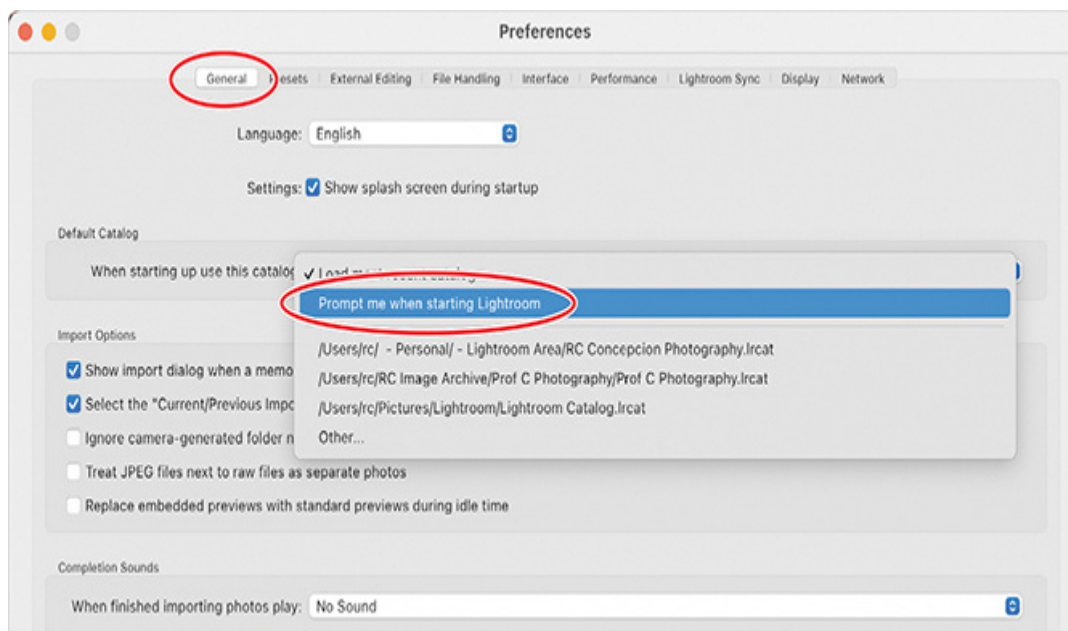 Preferences
General esets External Editing File Handling Interface Performance Lightroom Sync Display Network
Language: English
Settings: Show splash screen during startup
Default Catalog
When starting up use this catalog
Prompt me when starting Lightroom
/Users/rc/ - Personal/ - Lightroom Area/RC Concepcion Photography.lrcat
Import Options
/Users/rc/RC Image Archive/Prof C Photography/Prof C Photography.lrcat
Show import dialog when a memo
/Users/rc/Pictures/Lightroom/Lightroom Catalog.lrcat
Select the "Current/Previous Impo
Other...
Ignore camera-generated folder n
Treat JPEG files next to raw files as separate photos
Replace embedded previews with standard previews during idle time
Completion Sounds
When finished importing photos play: No Sound